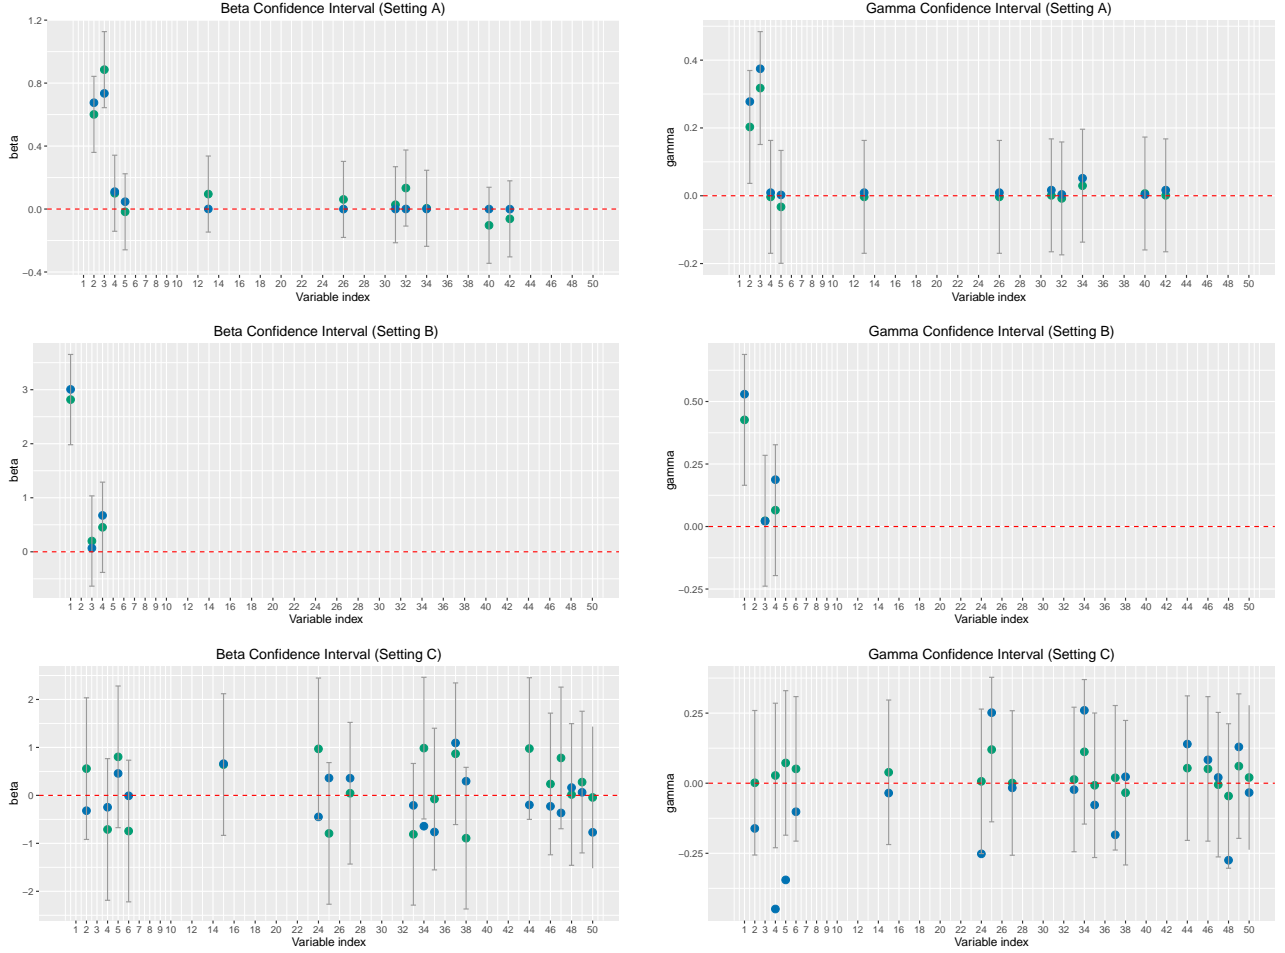 Beta Confidence Interval (Setting A)
1.2
0.8
0.4
0.0
−0.4
beta
1 2 3 4 5 6 7 8 9 10 12 14 16 18 20 22 24 26 28 30 32 34 36 38 40 42 44 46 48 50
Variable index
Gamma Confidence Interval (Setting A)
0.4
0.2
0.0
−0.2
gamma
1 2 3 4 5 6 7 8 9 10 12 14 16 18 20 22 24 26 28 30 32 34 36 38 40 42 44 46 48 50
Variable index
Beta Confidence Interval (Setting B)
3
2
1
0
beta
1 3 4 5 6 7 8 9 10 12 14 16 18 20 22 24 26 28 30 32 34 36 38 40 42 44 46 48 50
Variable index
Gamma Confidence Interval (Setting B)
0.50
0.25
0.00
−0.25
gamma
1 3 4 5 6 7 8 9 10 12 14 16 18 20 22 24 26 28 30 32 34 36 38 40 42 44 46 48 50
Variable index
Beta Confidence Interval (Setting C)
2
1
0
−1
−2
beta
1 2 4 5 6 7 8 9 10 12 14 16 18 20 22 24 26 28 30 32 34 36 38 40 42 44 46 48 50
Variable index
Gamma Confidence Interval (Setting C)
0.25
0.00
−0.25
gamma
1 2 4 5 6 7 8 9 10 12 14 16 18 20 22 24 26 28 30 32 34 36 38 40 42 44 46 48 50
Variable index